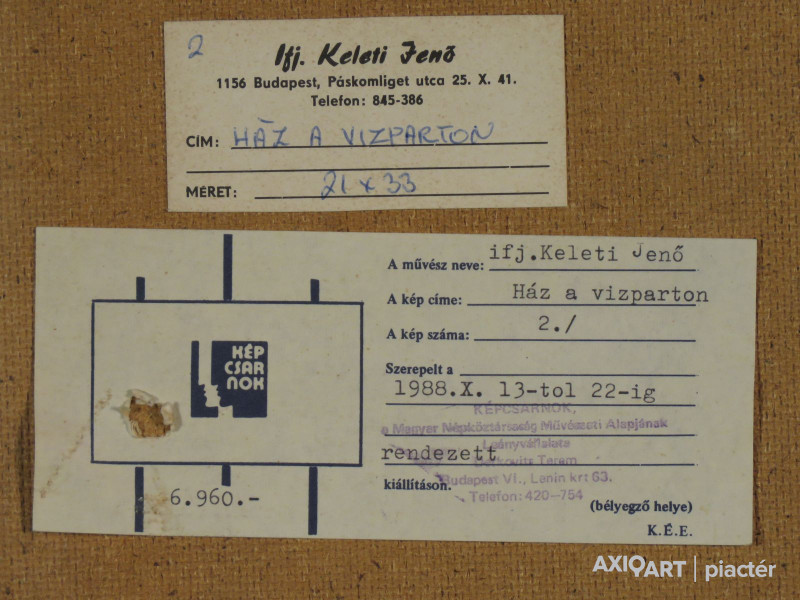 2
Ifj. Keleti Jenő
1156 Budapest, Páskomliget utca 25. X. 41.
Telefon: 845-386
CÍM: HÁZ A VIZPARTON
MÉRET: 21 x 33
KÉP
CSAR
NOK
6.960.-
A művész neve: ifj.Keleti Jenő
A kép címe: Ház a vizparton
A kép száma: 2./
Szerepelt a
1988.X. 13-tol 22-ig
KÉPCSARNOK,
a Magyar Népköztársaság Művészeti Alapjának
Leányvállalata
rendezett
Derkovits Terem
Budapest VI., Lenin krt 63.
kiállításon.
Telefon: 420-754
(bélyegző helye)
K.É.E.
AXIOART | piactér